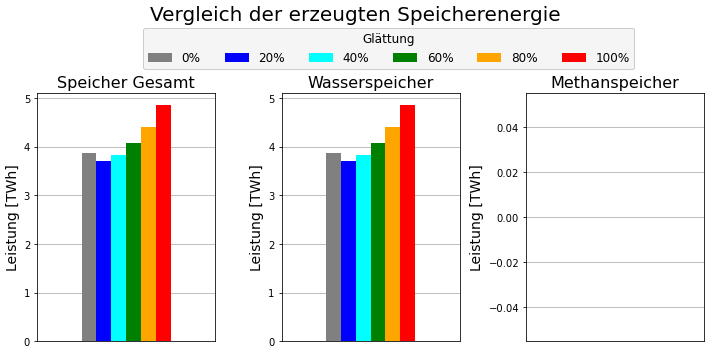 Vergleich der erzeugten Speicherenergie
Glättung
0% 20% 40% 60% 80% 100%
Speicher Gesamt
Leistung [TWh]
5
4
3
2
1
0
Wasserspeicher
Leistung [TWh]
5
4
3
2
1
0
Methanspeicher
Leistung [TWh]
0.04
0.02
0.00
−0.02
−0.04